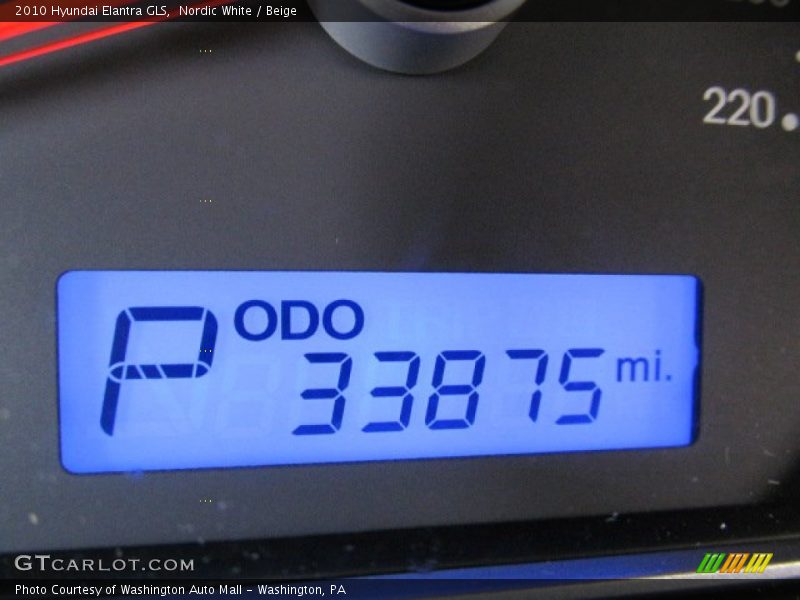 2010 Hyundai Elantra GLS,  Nordic White / Beige
220
P ODO
33875 mi.
GTCARLOT.COM
Photo Courtesy of Washington Auto Mall - Washington, PA